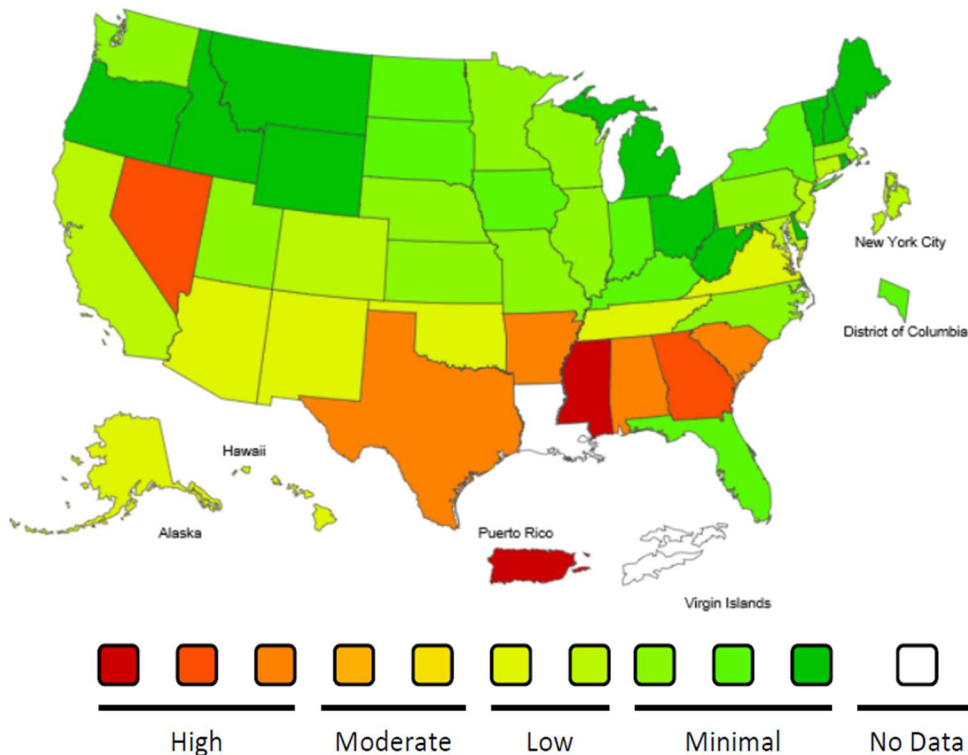 New York City
District of Columbia
Hawaii
Alaska
Puerto Rico
Virgin Islands
High
Moderate
Low
Minimal
No Data